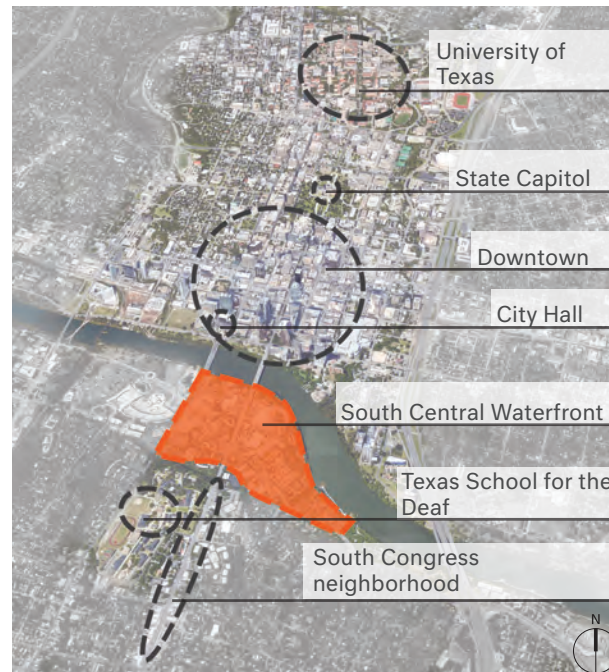 University of
Texas
State Capitol
Downtown
City Hall
South Central Waterfront
Texas School for the
Deaf
South Congress
neighborhood
N